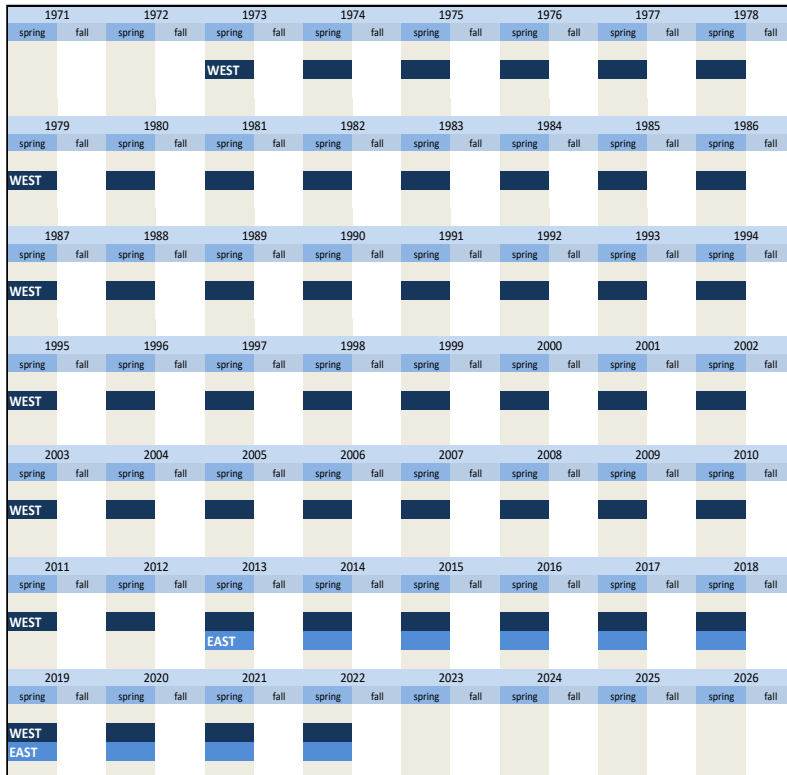 1971 1972 1973 1974 1975 1976 1977 1978
spring fall spring fall spring fall spring fall spring fall spring fall spring fall spring fall
WEST
1979 1980 1981 1982 1983 1984 1985 1986
spring fall spring fall spring fall spring fall spring fall spring fall spring fall spring fall
WEST
1987 1988 1989 1990 1991 1992 1993 1994
spring fall spring fall spring fall spring fall spring fall spring fall spring fall spring fall
WEST
1995 1996 1997 1998 1999 2000 2001 2002
spring fall spring fall spring fall spring fall spring fall spring fall spring fall spring fall
WEST
2003 2004 2005 2006 2007 2008 2009 2010
spring fall spring fall spring fall spring fall spring fall spring fall spring fall spring fall
WEST
2011 2012 2013 2014 2015 2016 2017 2018
spring fall spring fall spring fall spring fall spring fall spring fall spring fall spring fall
WEST
EAST
2019 2020 2021 2022 2023 2024 2025 2026
spring fall spring fall spring fall spring fall spring fall spring fall spring fall spring fall
WEST
EAST